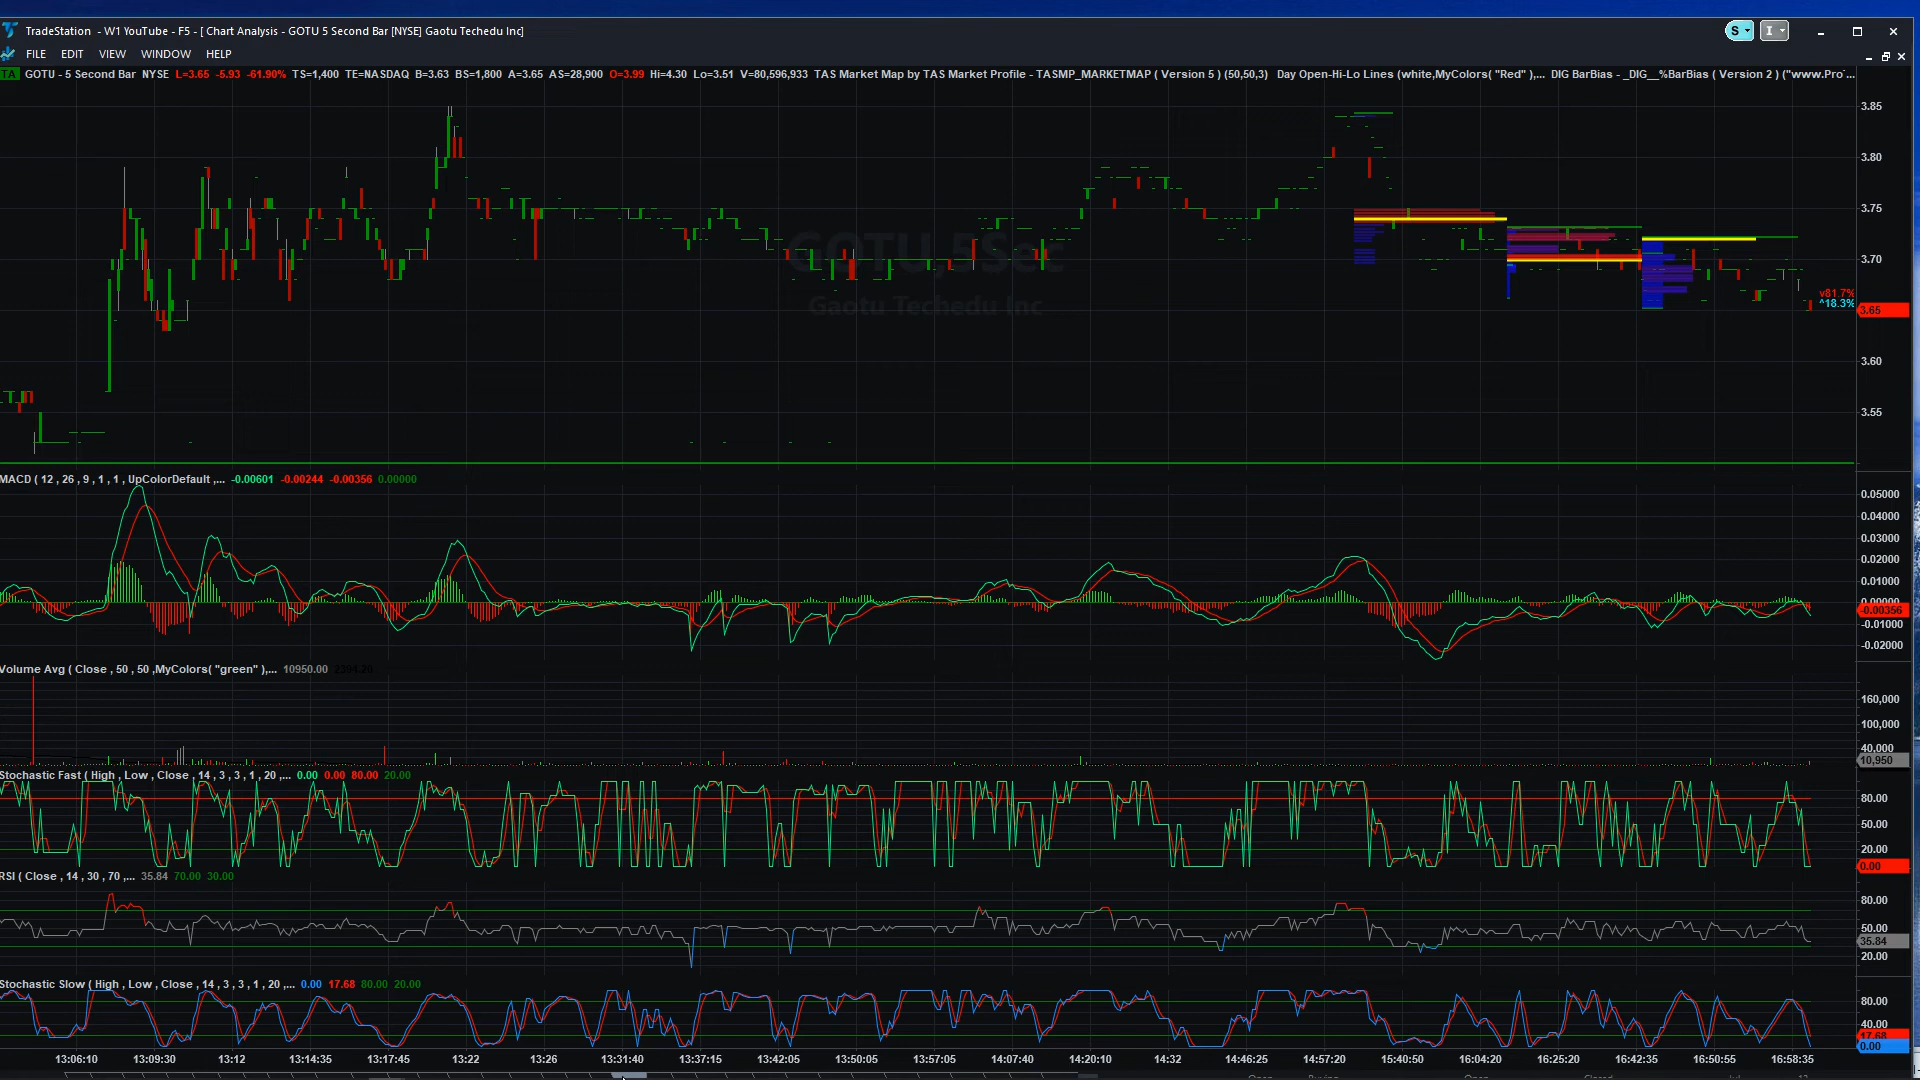 TradeStation - W1 YouTube - F5 - [ Chart Analysis - GOTU 5 Second Bar [NYSE] Gaotu Techedu Inc]
S I
FILE EDIT VIEW WINDOW HELP
TA GOTU - 5 Second Bar NYSE L=3.65 -5.93 -61.90% TS=1,400 TE=NASDAQ B=3.63 BS=1,800 A=3.65 AS=28,900 O=3.99 Hi=4.30 Lo=3.51 V=80,596,933 TAS Market Map by TAS Market Profile - TASMP_MARKETMAP ( Version 5 ) (50,50,3) Day Open-Hi-Lo Lines (white,MyColors( "Red" ),... DIG BarBias - _DIG__%BarBias ( Version 2 ) ("www.Pro ...
3.85
3.80
3.75
GOTU,5Sec
3.70
v81.7%
^18.3%
Gaotu Techedu Inc
3.65
3.60
3.55
MACD ( 12 , 26 , 9 , 1 , 1 , UpColorDefault ,... -0.00601 -0.00244 -0.00356 0.00000
0.05000
0.04000
0.03000
0.02000
0.01000
0.00000
-0.00356
-0.01000
-0.02000
Volume Avg ( Close , 50 , 50 ,MyColors( "green" ),... 10950.00
160,000
100,000
40,000
10,950
Stochastic Fast ( High , Low , Close , 14 , 3 , 3 , 1 , 20 ,... 0.00 0.00 80.00 20.00
80.00
50.00
20.00
0.00
RSI ( Close , 14 , 30 , 70 ,... 35.84 70.00 30.00
80.00
50.00
35.84
20.00
Stochastic Slow ( High , Low , Close , 14 , 3 , 3 , 1 , 20 ,... 0.00 17.68 80.00 20.00
80.00
40.00
17.68
0.00
13:06:10 13:09:30 13:12 13:14:35 13:17:45 13:22 13:26 13:31:40 13:37:15 13:42:05 13:50:05 13:57:05 14:07:40 14:20:10 14:32 14:46:25 14:57:20 15:40:50 16:04:20 16:25:20 16:42:35 16:50:55 16:58:35